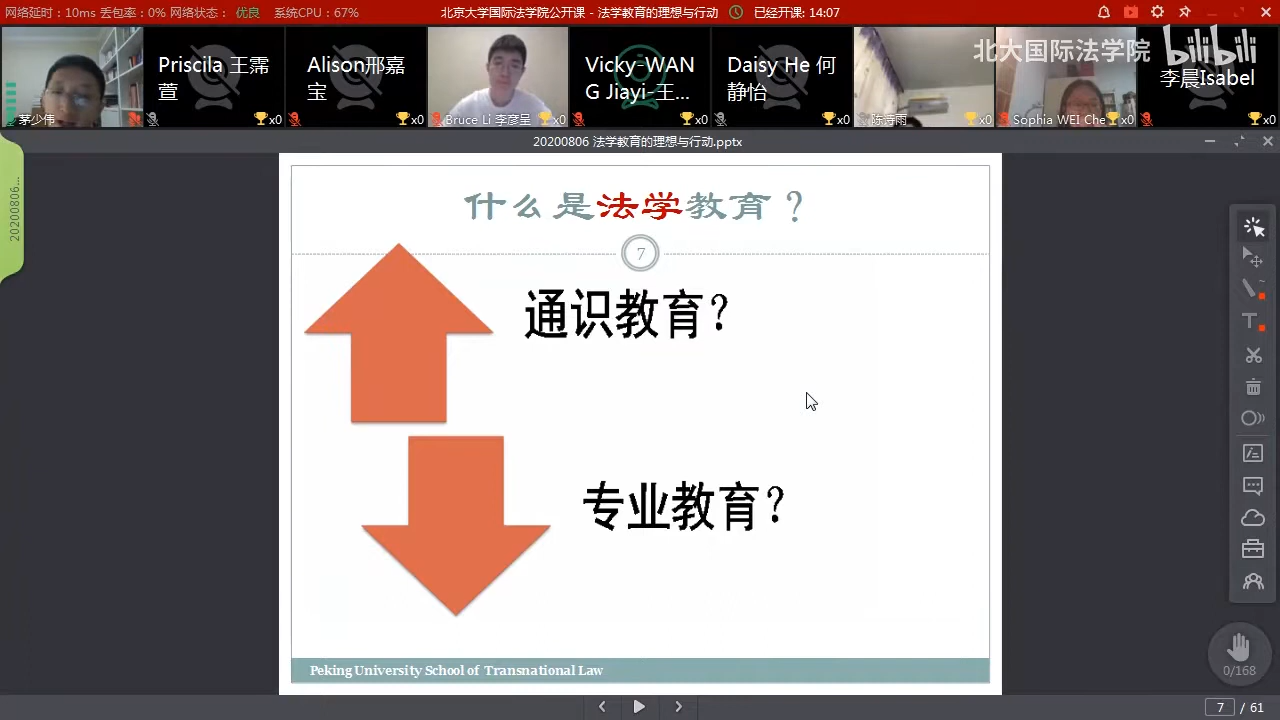 网络延时：10ms 丢包率：0% 网络状态： 优良 系统CPU：67%
北京大学国际法学院公开课 - 法学教育的理想与行动 已经开课: 14:07
北大国际法学院 bilibili
Priscila 王霈
萱
Alison邢嘉
宝
Vicky-WAN
G Jiayi-王...
Daisy He 何
静怡
李晨Isabel
茅少伟
x0
x0
Bruce Li 李彦呈 x0
x0
x0
陈诗雨 x0
Sophia WEI Che x0
x0
20200806 法学教育的理想与行动.pptx
20200806...
什么是法学教育？
7
通识教育？
专业教育？
Peking University School of Transnational Law
0/168
7 / 61